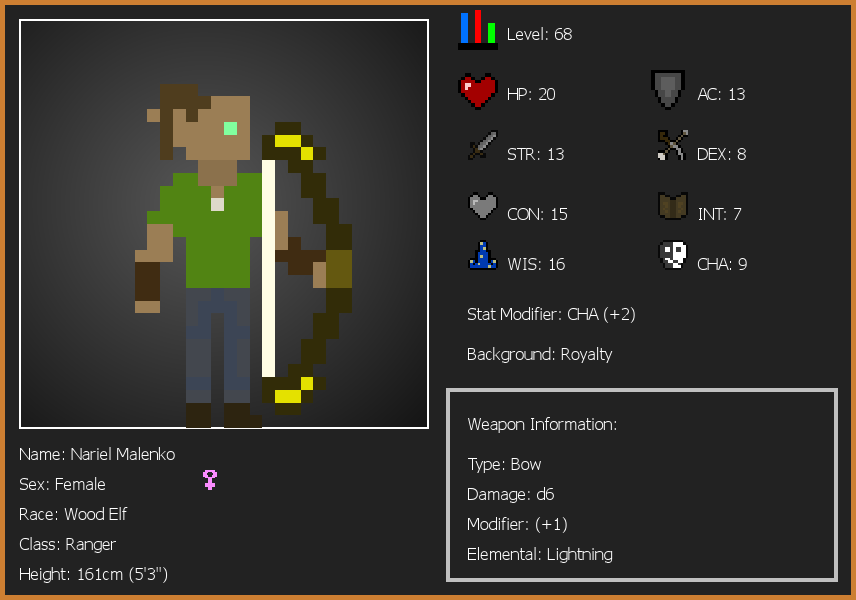 Level: 68
HP: 20
AC: 13
STR: 13
DEX: 8
CON: 15
INT: 7
WIS: 16
CHA: 9
Stat Modifier: CHA (+2)
Background: Royalty
Weapon Information:
Type: Bow
Damage: d6
Modifier: (+1)
Elemental: Lightning
Name: Nariel Malenko
Sex: Female
Race: Wood Elf
Class: Ranger
Height: 161cm (5'3")